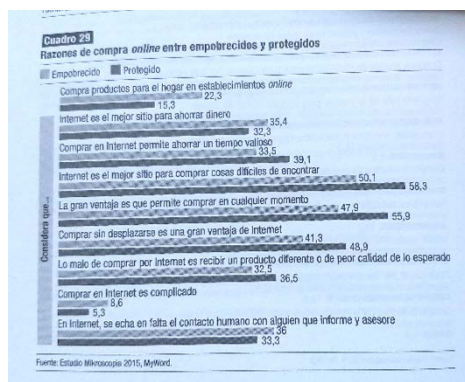 Cuadro 29
Razones de compra online entre empobrecidos y protegidos
Empobrecido Protegido
Considera que...
Compra productos para el hogar en establecimientos online
22,3
15,3
Internet es el mejor sitio para ahorrar dinero
35,4
32,3
Comprar en Internet permite ahorrar un tiempo valioso
33,5
39,1
Internet es el mejor sitio para comprar cosas difíciles de encontrar
50,1
58,3
La gran ventaja es que permite comprar en cualquier momento
47,9
55,9
Comprar sin desplazarse es una gran ventaja de Internet
41,3
48,9
Lo malo de comprar por Internet es recibir un producto diferente o de peor calidad de lo esperado
32,5
36,5
Comprar en Internet es complicado
8,6
5,3
En Internet, se echa en falta el contacto humano con alguien que informe y asesore
36
33,3
Fuente: Estudio Mikroscopia 2015, MyWord.